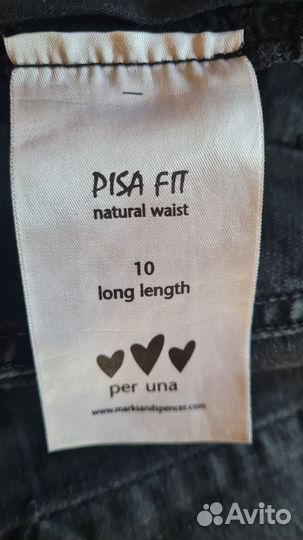 PISA FIT
natural waist
10
long length
per una
www.marksandspencer.com
Avito